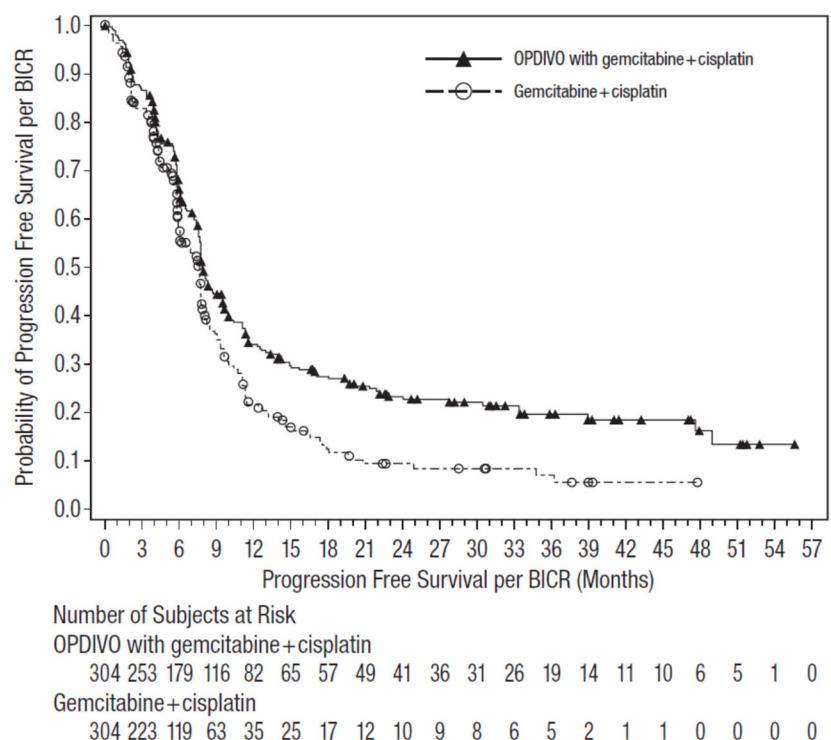 Probability of Progression Free Survival per BICR
1.0
0.9
0.8
0.7
0.6
0.5
0.4
0.3
0.2
0.1
0.0
OPDIVO with gemcitabine+cisplatin
Gemcitabine+cisplatin
0 3 6 9 12 15 18 21 24 27 30 33 36 39 42 45 48 51 54 57
Progression Free Survival per BICR (Months)
Number of Subjects at Risk
OPDIVO with gemcitabine+cisplatin
304 253 179 116 82 65 57 49 41 36 31 26 19 14 11 10 6 5 1 0
Gemcitabine+cisplatin
304 223 119 63 35 25 17 12 10 9 8 6 5 2 1 1 0 0 0 0